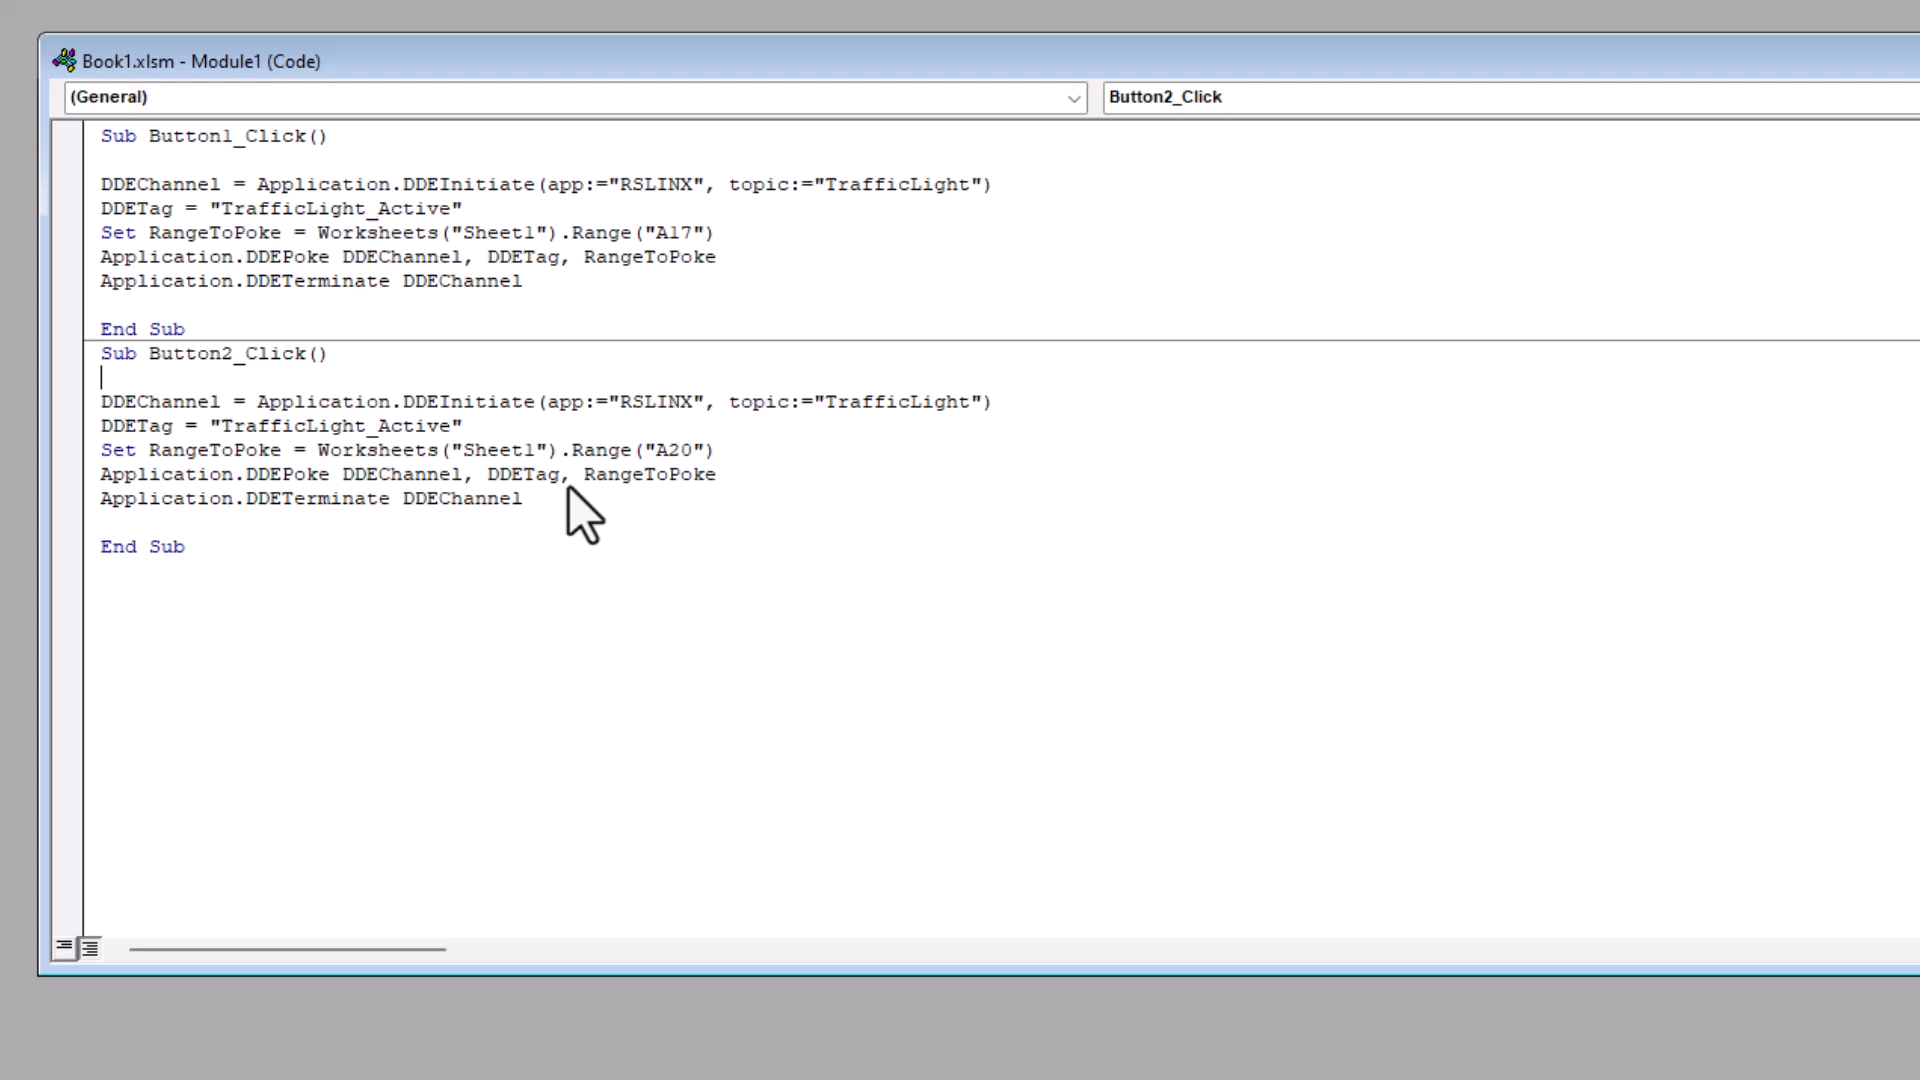 Book1.xlsm - Module1 (Code)
(General)
Button2_Click
Sub Button1_Click()
DDEChannel = Application.DDEInitiate(app:="RSLINX", topic:="TrafficLight")
DDETag = "TrafficLight_Active"
Set RangeToPoke = Worksheets("Sheet1").Range("A17")
Application.DDEPoke DDEChannel, DDETag, RangeToPoke
Application.DDETerminate DDEChannel
End Sub
Sub Button2_Click()
DDEChannel = Application.DDEInitiate(app:="RSLINX", topic:="TrafficLight")
DDETag = "TrafficLight_Active"
Set RangeToPoke = Worksheets("Sheet1").Range("A20")
Application.DDEPoke DDEChannel, DDETag, RangeToPoke
Application.DDETerminate DDEChannel
End Sub